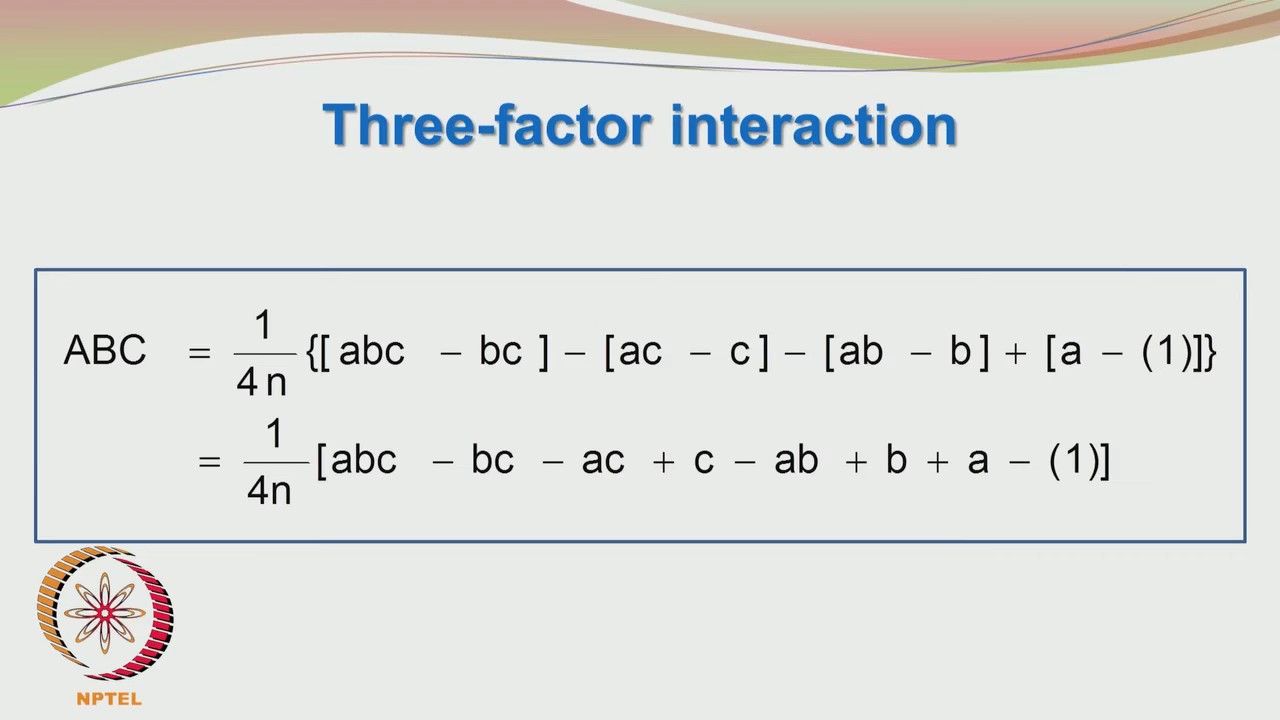 Three-factor interaction
ABC = 1/4n {[abc − bc] − [ac − c] − [ab − b] + [a − (1)]}
= 1/4n [abc − bc − ac + c − ab + b + a − (1)]
NPTEL